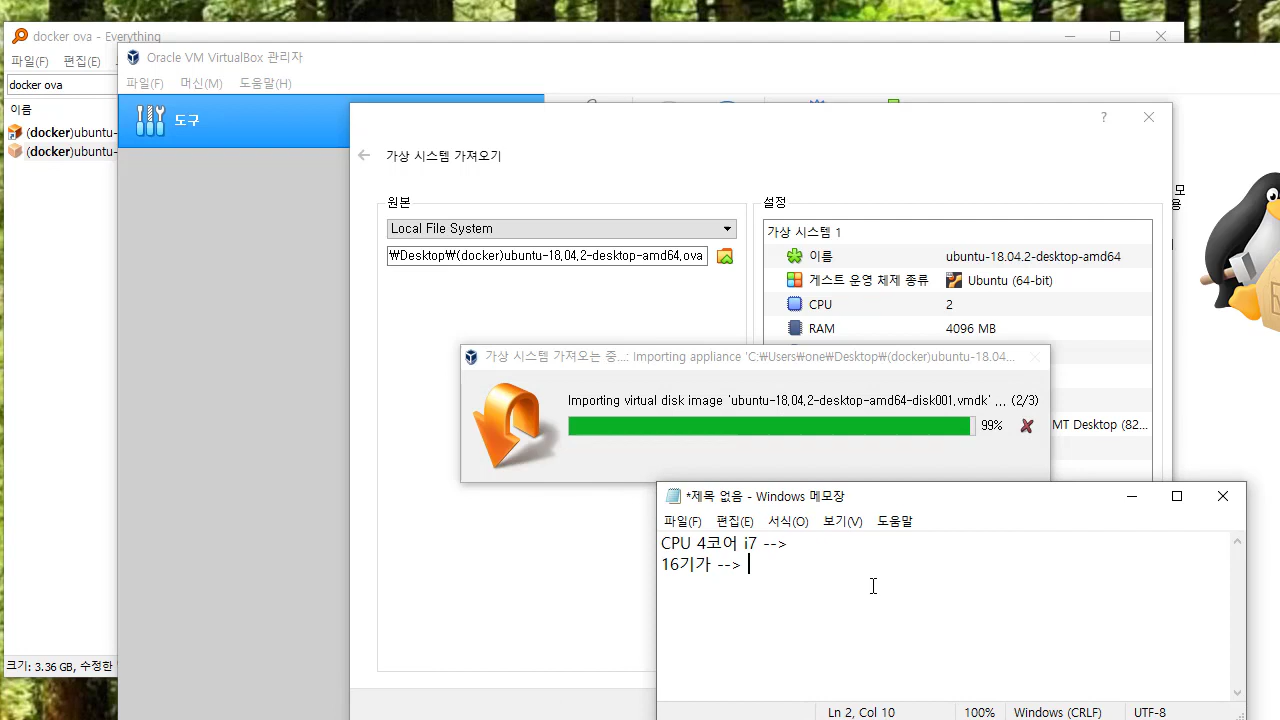 docker ova - Everything
파일(F) 편집(E)
docker ova
이름
(docker)ubuntu-
(docker)ubuntu-
크기: 3.36 GB, 수정한
Oracle VM VirtualBox 관리자
파일(F) 머신(M) 도움말(H)
도구
?
가상 시스템 가져오기
원본
Local File System
₩Desktop₩(docker)ubuntu-18.04.2-desktop-amd64.ova
설정
가상 시스템 1
이름 ubuntu-18.04.2-desktop-amd64
게스트 운영 체제 종류 Ubuntu (64-bit)
CPU 2
RAM 4096 MB
MT Desktop (82...
모
용
가상 시스템 가져오는 중...: Importing appliance 'C:₩Users₩one₩Desktop₩(docker)ubuntu-18.04...
Importing virtual disk image 'ubuntu-18.04.2-desktop-amd64-disk001.vmdk' ... (2/3)
99%
*제목 없음 - Windows 메모장
파일(F) 편집(E) 서식(O) 보기(V) 도움말
CPU 4코어 i7 -->
16기가 -->
Ln 2, Col 10 100% Windows (CRLF) UTF-8